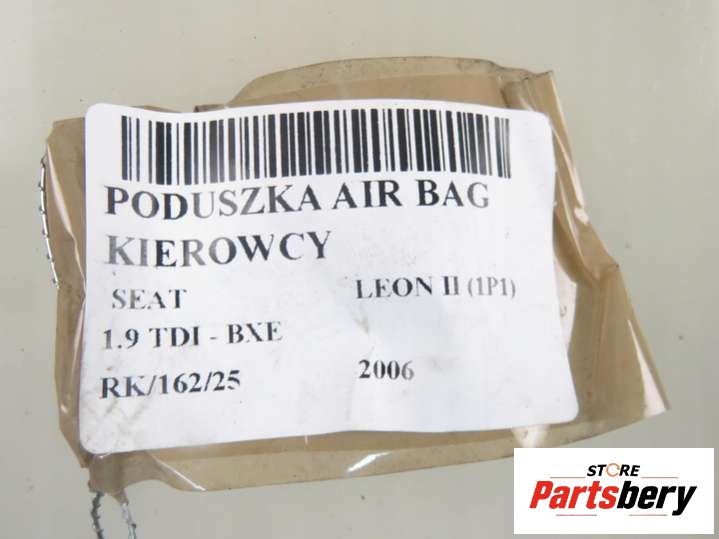 PODUSZKA AIR BAG
KIEROWCY
SEAT LEON II (1P1)
1.9 TDI - BXE
RK/162/25 2006
STORE
Partsbery